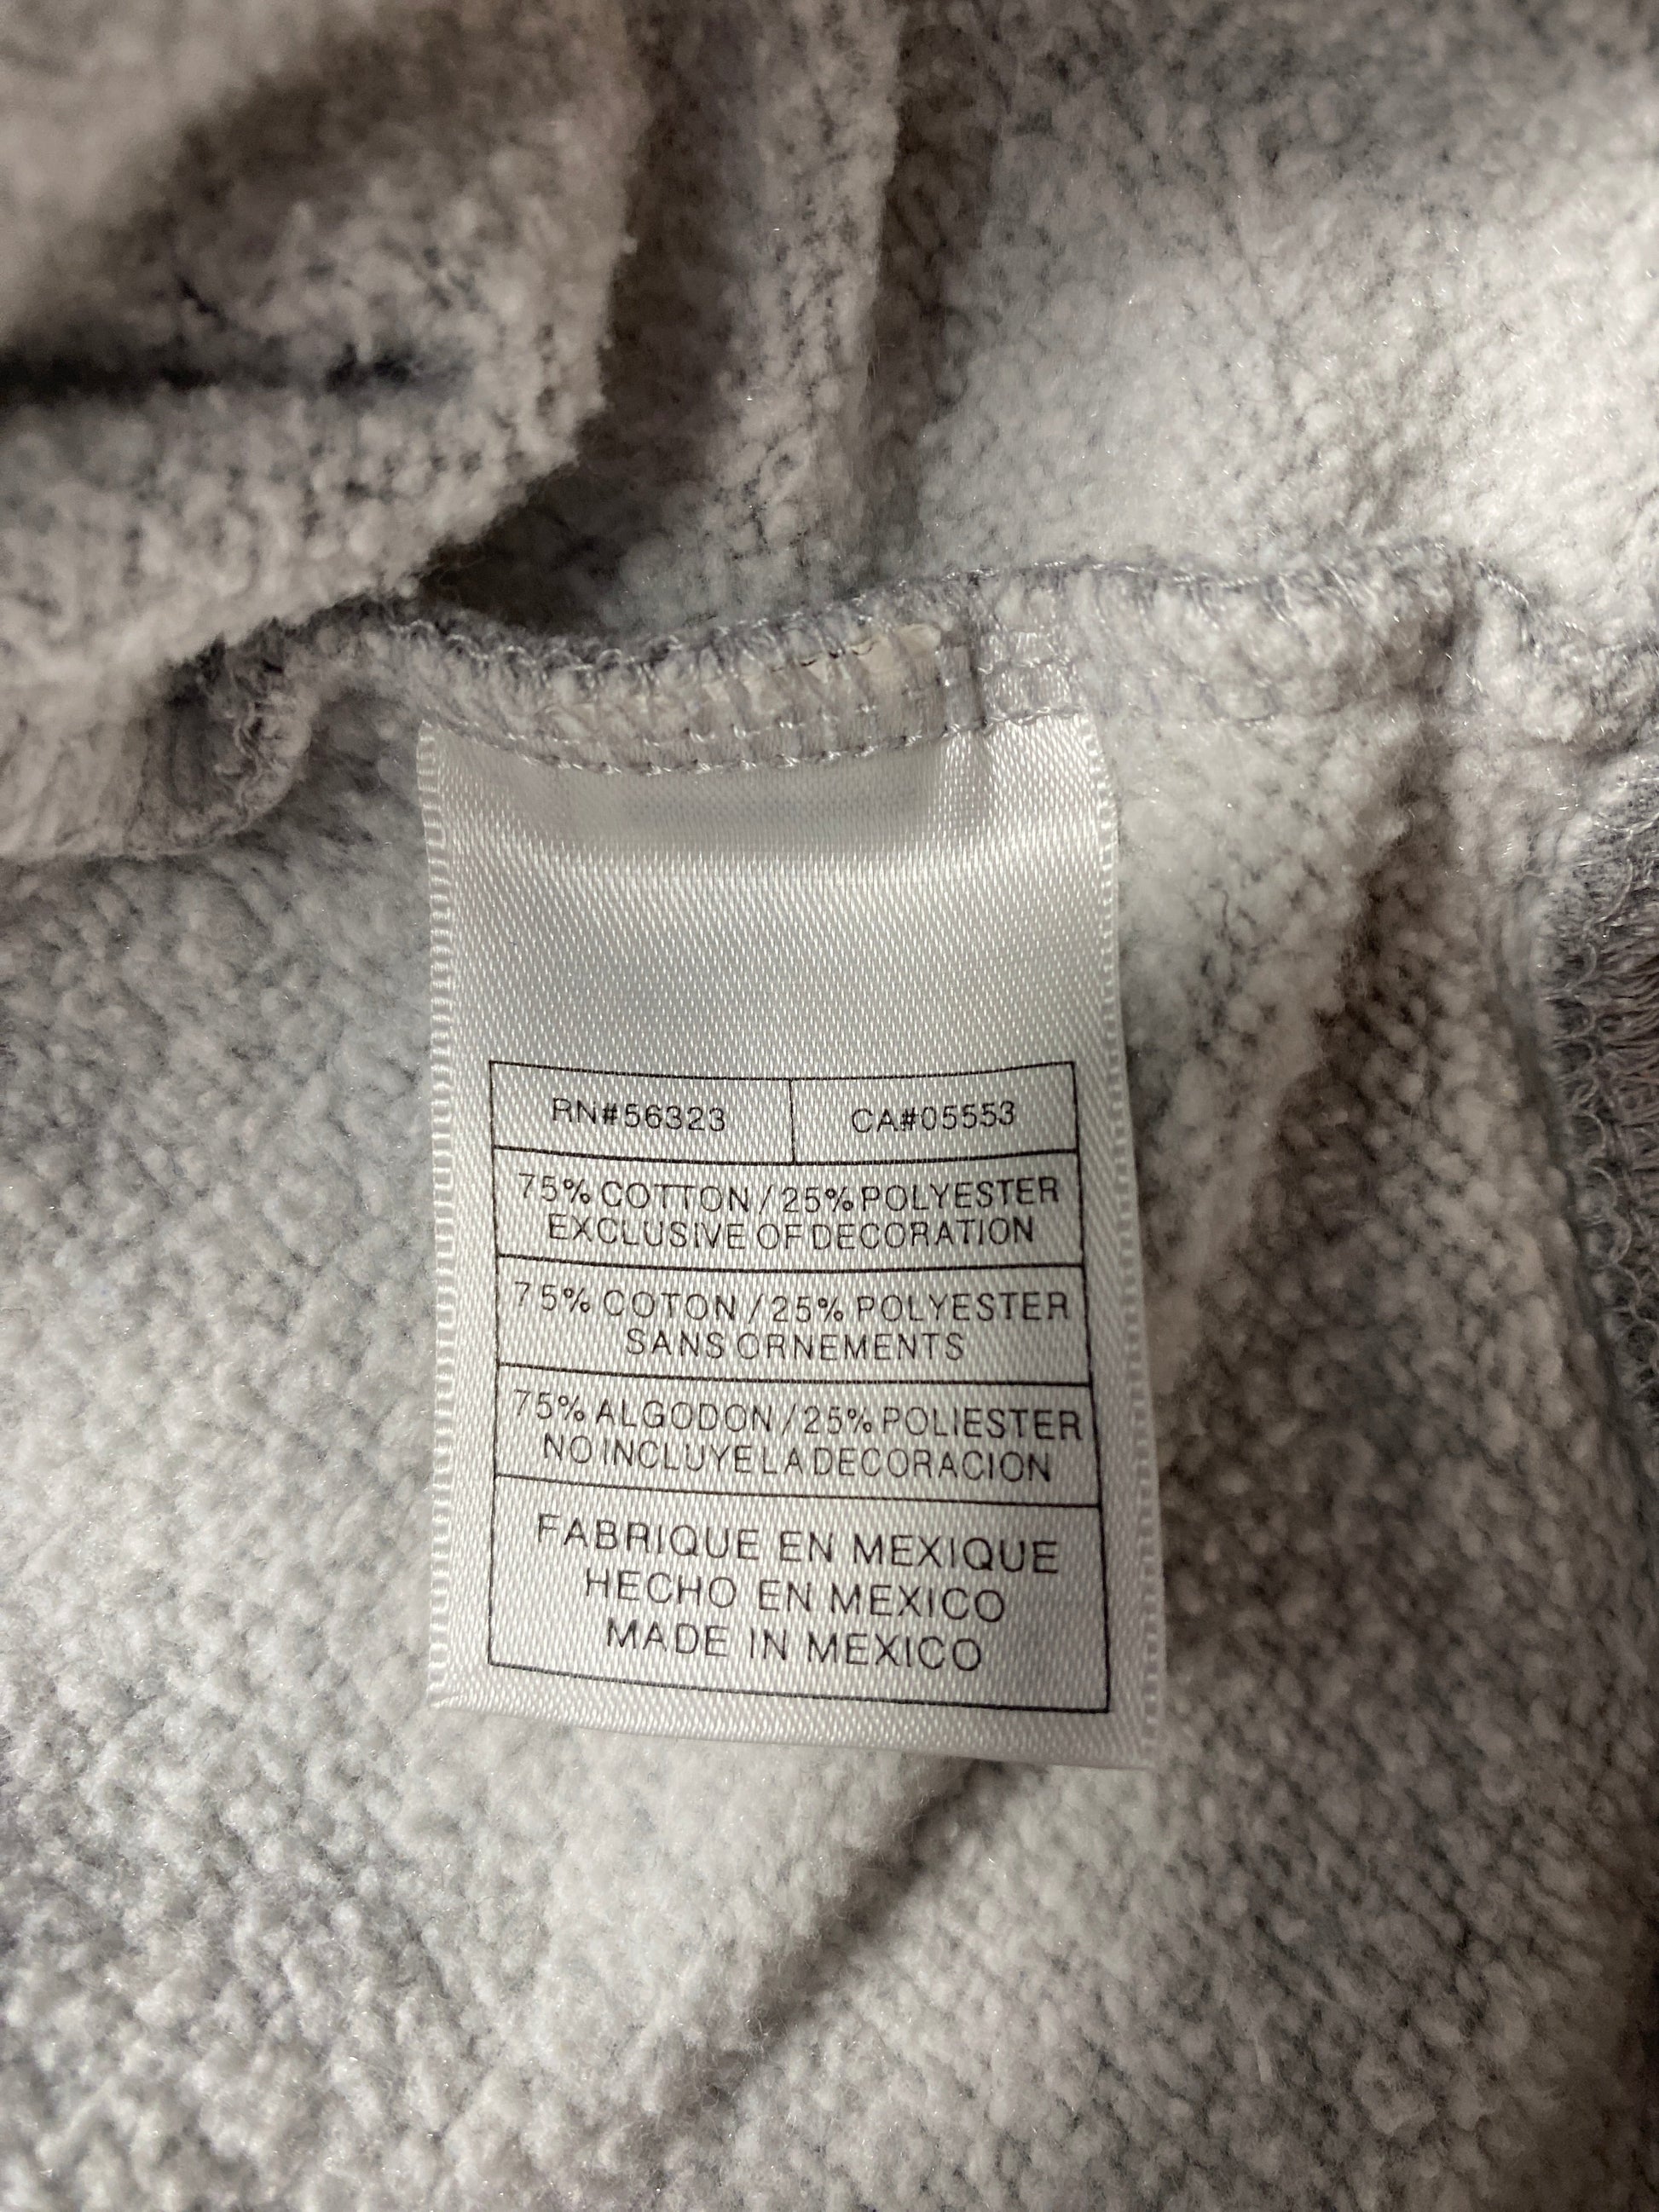 RN#56323 CA#05553
75% COTTON / 25% POLYESTER
EXCLUSIVE OF DECORATION
75% COTON / 25% POLYESTER
SANS ORNEMENTS
75% ALGODON / 25% POLIESTER
NO INCLUYE LA DECORACION
FABRIQUE EN MEXIQUE
HECHO EN MEXICO
MADE IN MEXICO